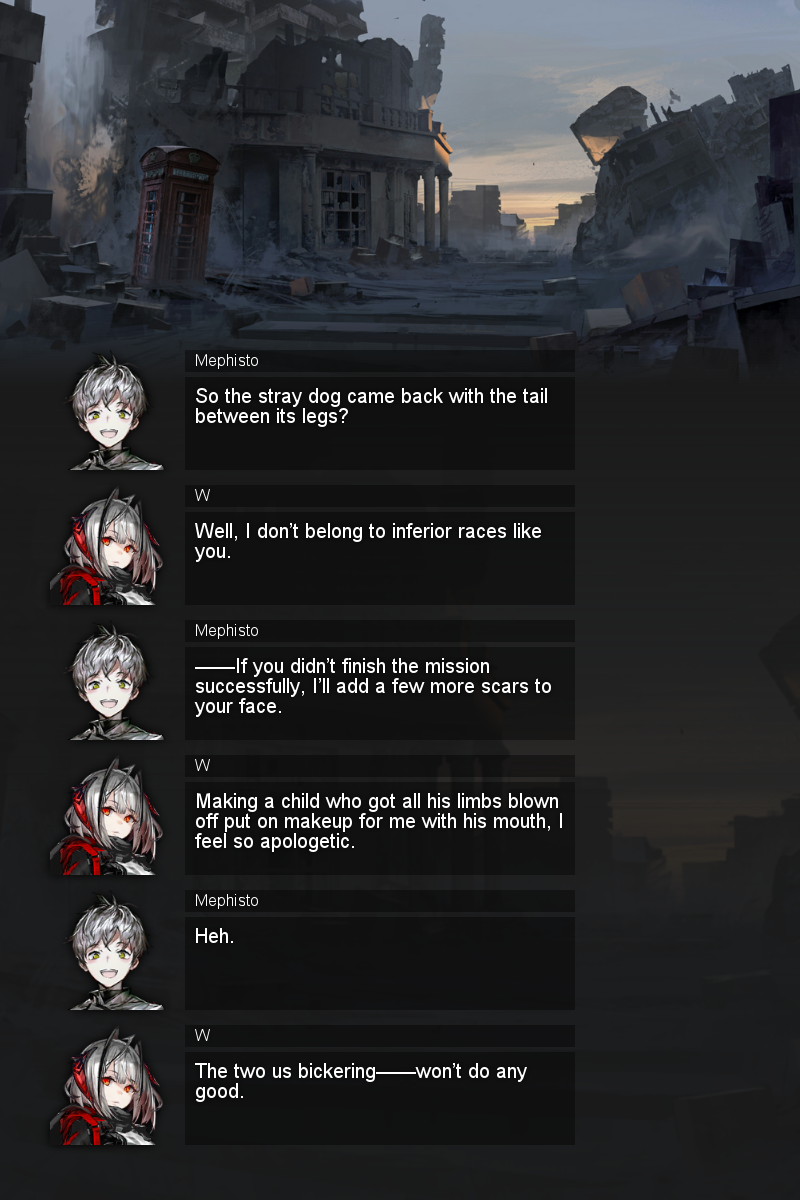 Mephisto
So the stray dog came back with the tail
between its legs?
W
Well, I don't belong to inferior races like
you.
Mephisto
——If you didn't finish the mission
successfully, I'll add a few more scars to
your face.
W
Making a child who got all his limbs blown
off put on makeup for me with his mouth, I
feel so apologetic.
Mephisto
Heh.
W
The two us bickering——won't do any
good.